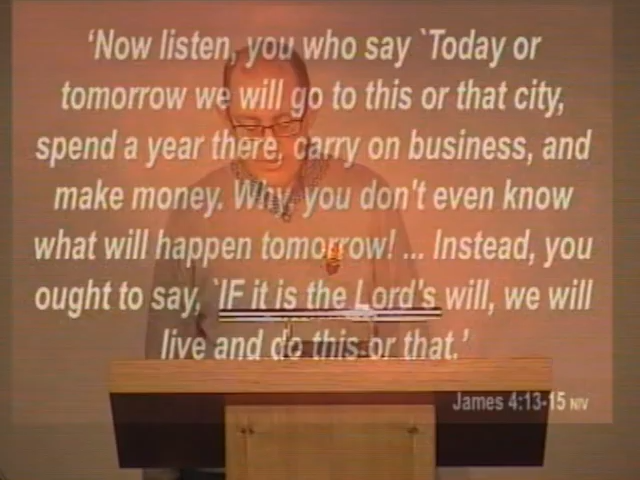 ‘Now listen, you who say `Today or
tomorrow we will go to this or that city,
spend a year there, carry on business, and
make money. Why, you don't even know
what will happen tomorrow! ... Instead, you
ought to say, `IF it is the Lord's will, we will
live and do this or that.’
James 4:13-15 NIV